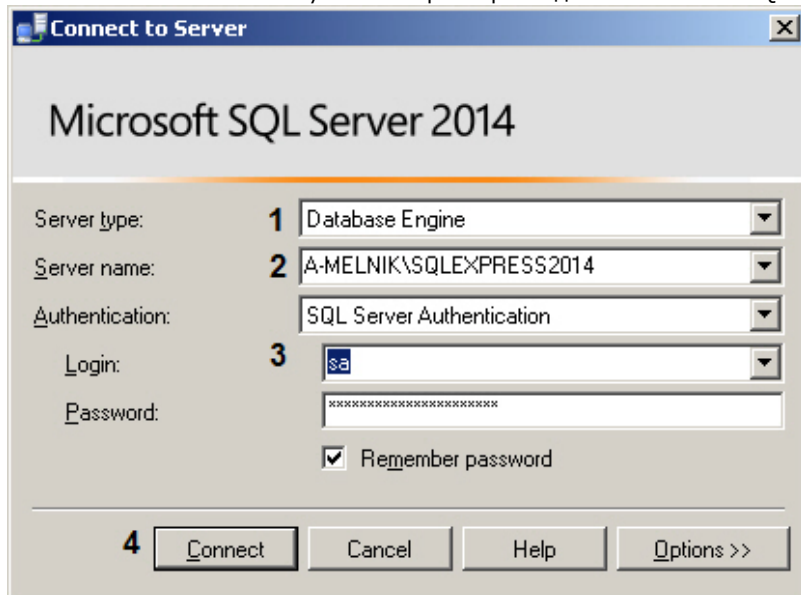 Connect to Server
Microsoft SQL Server 2014
Server type: 1 Database Engine
Server name: 2 A-MELNIK\SQLEXPRESS2014
Authentication: SQL Server Authentication
Login: 3 sa
Password: **********************
Remember password
4 Connect Cancel Help Options >>